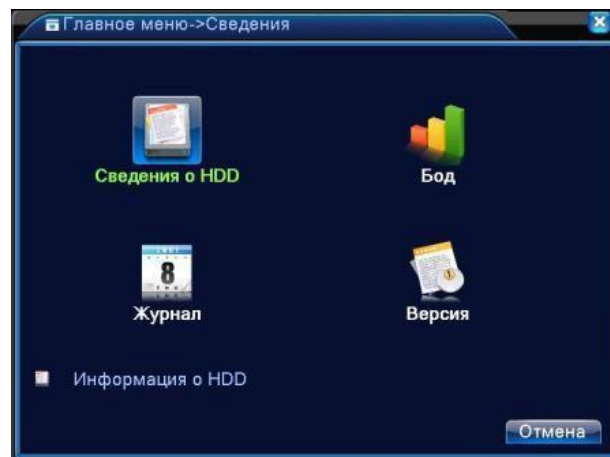 Главное меню->Сведения
Сведения о HDD
Бод
8
Журнал
Версия
Информация о HDD
Отмена